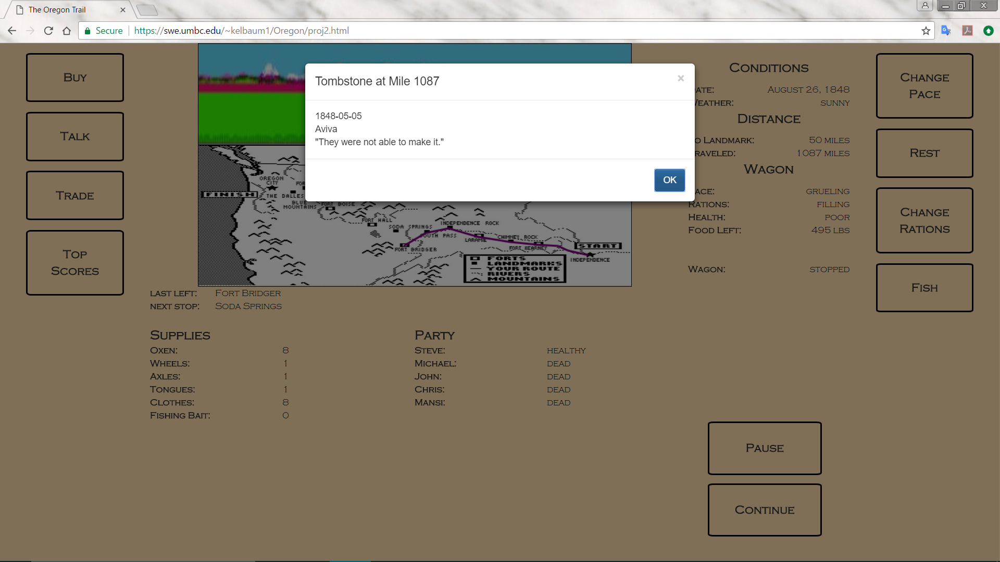 The Oregon Trail
Secure
https://swe.umbc.edu/~kelbaum1/Oregon/proj2.html
Buy
Talk
Trade
Top
Scores
Tombstone at Mile 1087
1848-05-05
Aviva
"They were not able to make it."
OK
OREGON
CITY
FINISH
THE DALLES
BLUE
MOUNTAINS
FORT BOISE
FORT HALL
SODA SPRINGS
INDEPENDENCE ROCK
SOUTH PASS
LARAMIE
CHIMNEY ROCK
FORT KEARNEY
FORT BRIDGER
START
INDEPENDENCE
FORTS
LANDMARKS
YOUR ROUTE
RIVERS
MOUNTAINS
Last Left: Fort Bridger
Next Stop: Soda Springs
Conditions
ate: August 26, 1848
eather: sunny
Distance
o Landmark: 50 miles
raveled: 1087 miles
Wagon
ace: grueling
Rations: filling
Health: poor
Food Left: 495 lbs
Wagon: stopped
Change
Pace
Rest
Change
Rations
Fish
Supplies
Oxen: 8
Wheels: 1
Axles: 1
Tongues: 1
Clothes: 8
Fishing Bait: 0
Party
Steve: healthy
Michael: dead
John: dead
Chris: dead
Mansi: dead
Pause
Continue